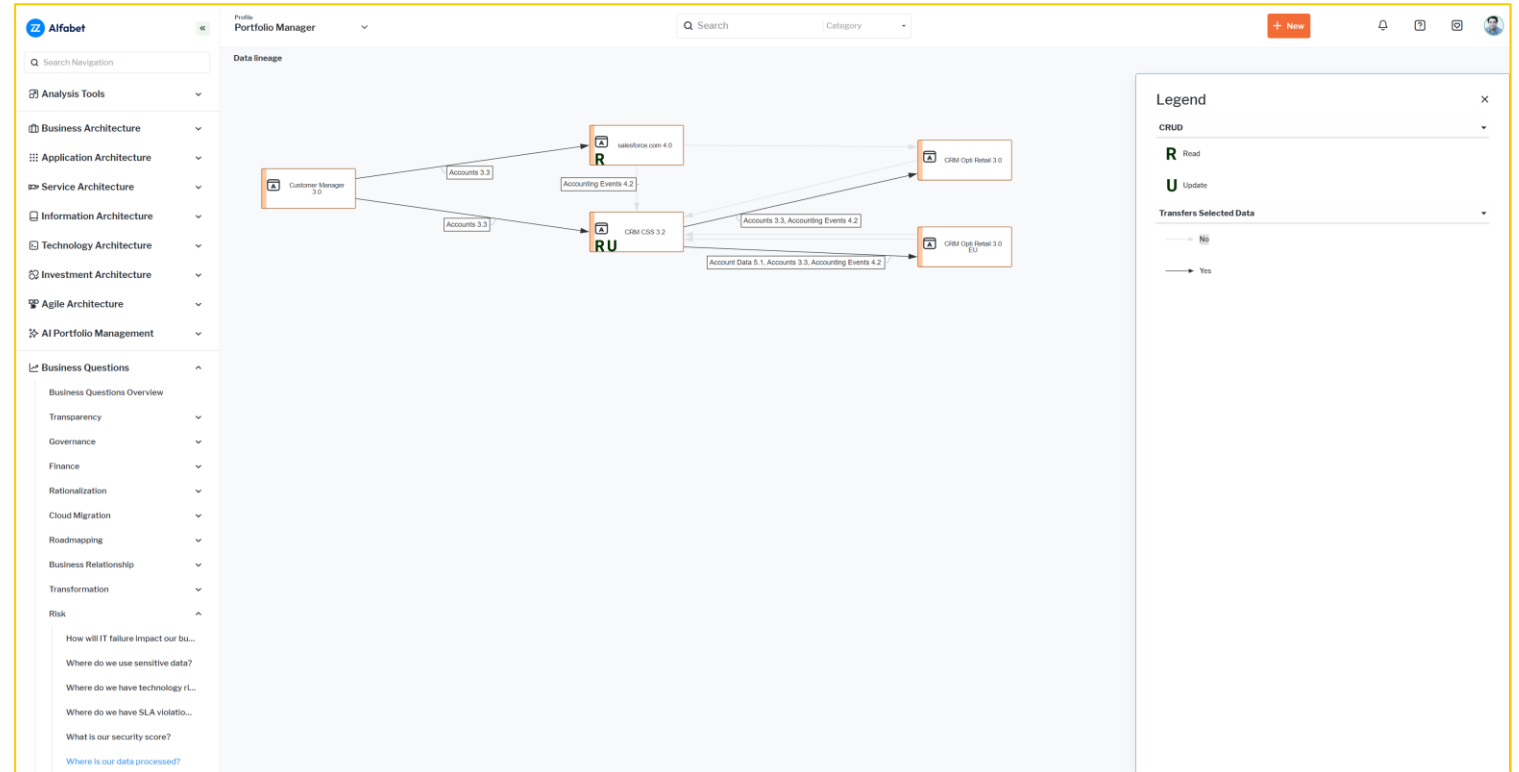 Alfabet
«
Search Navigation
Analysis Tools
Business Architecture
Application Architecture
Service Architecture
Information Architecture
Technology Architecture
Investment Architecture
Agile Architecture
AI Portfolio Management
Business Questions
Business Questions Overview
Transparency
Governance
Finance
Rationalization
Cloud Migration
Roadmapping
Business Relationship
Transformation
Risk
How will IT failure impact our bu...
Where do we use sensitive data?
Where do we have technology ri...
Where do we have SLA violatio...
What is our security score?
Where is our data processed?
Profile
Portfolio Manager
Search
Category
+ New
Data lineage
Customer Manager
3.0
Accounts 3.3
Accounts 3.3
A
salesforce.com 4.0
R
Accounting Events 4.2
A
CRM CSS 3.2
R U
Accounts 3.3, Accounting Events 4.2
Account Data 5.1, Accounts 3.3, Accounting Events 4.2
A
CRM Opti Retail 3.0
A
CRM Opti Retail 3.0
EU
Legend
CRUD
R Read
U Update
Transfers Selected Data
No
Yes